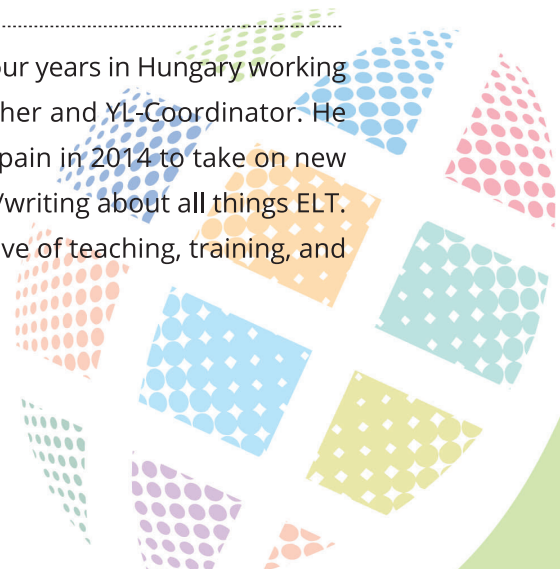 our years in Hungary working
her and YL-Coordinator. He
pain in 2014 to take on new
/writing about all things ELT.
ve of teaching, training, and